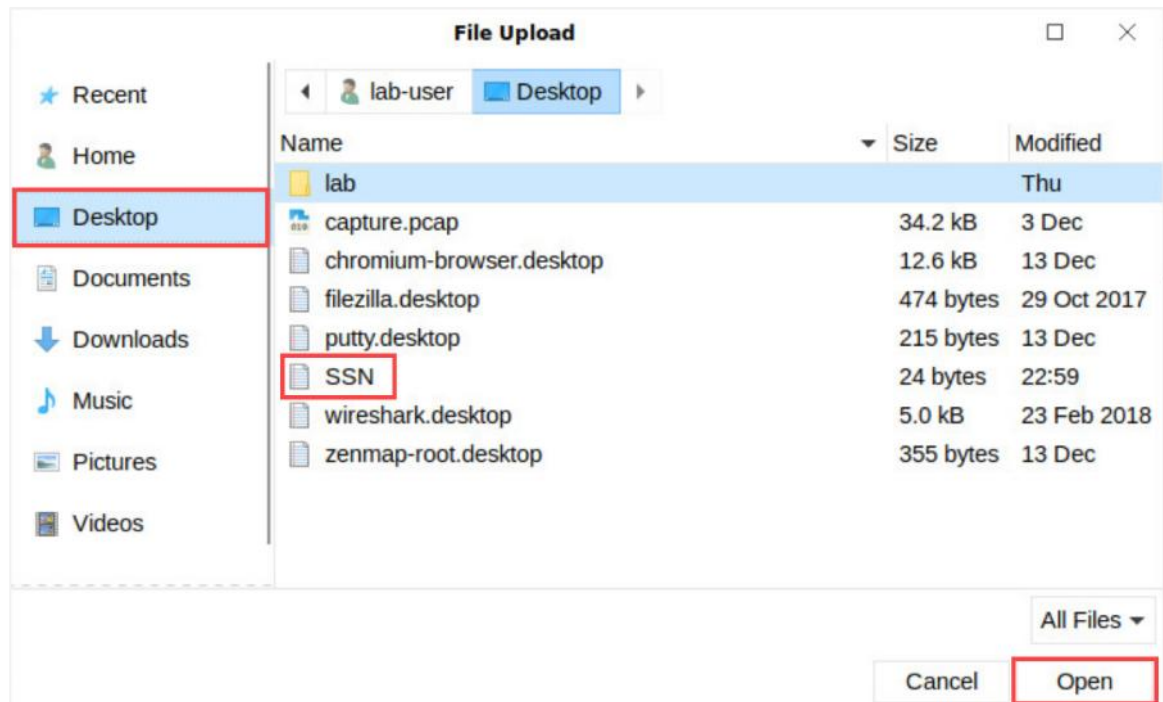 File Upload
Recent
Home
Desktop
Documents
Downloads
Music
Pictures
Videos
lab-user Desktop
Name Size Modified
lab Thu
capture.pcap 34.2 kB 3 Dec
chromium-browser.desktop 12.6 kB 13 Dec
filezilla.desktop 474 bytes 29 Oct 2017
putty.desktop 215 bytes 13 Dec
SSN 24 bytes 22:59
wireshark.desktop 5.0 kB 23 Feb 2018
zenmap-root.desktop 355 bytes 13 Dec
All Files
Cancel Open